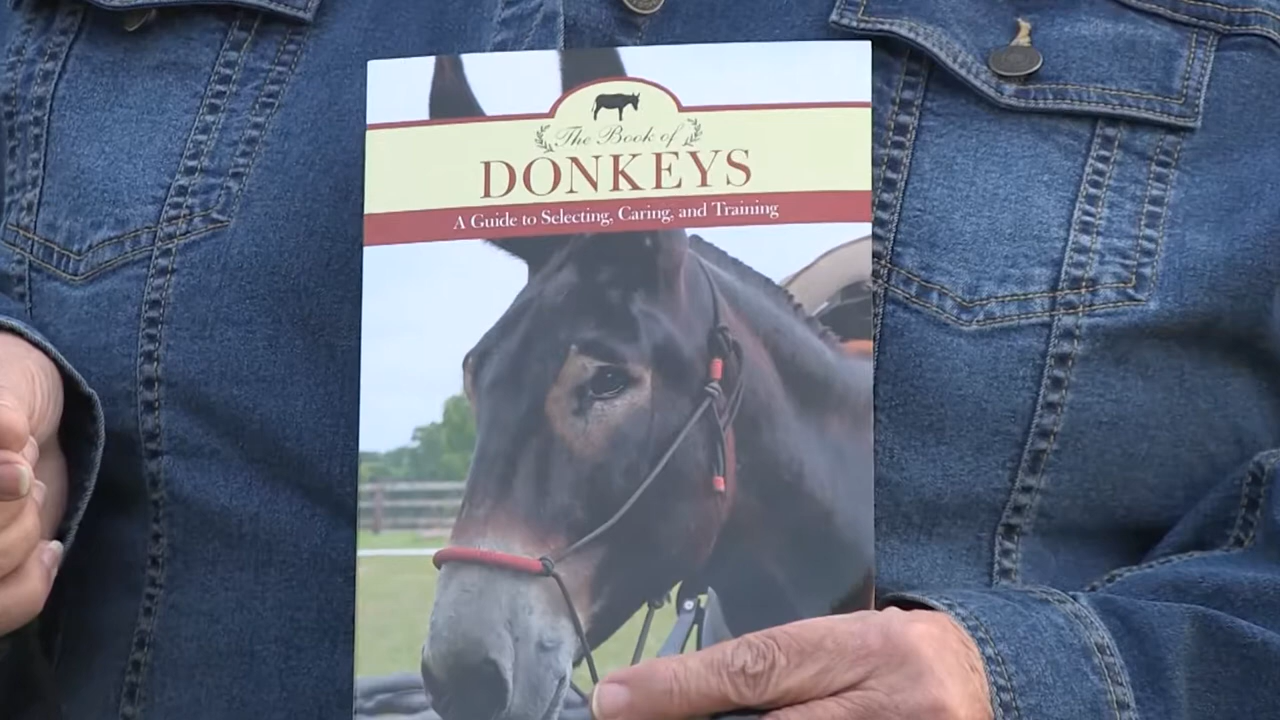 The Book of
DONKEYS
A Guide to Selecting, Caring, and Training